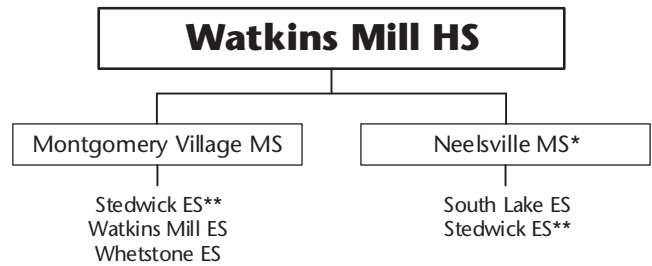 Watkins Mill HS
Montgomery Village MS
Neelsville MS*
Stedwick ES**
Watkins Mill ES
Whetstone ES
South Lake ES
Stedwick ES**